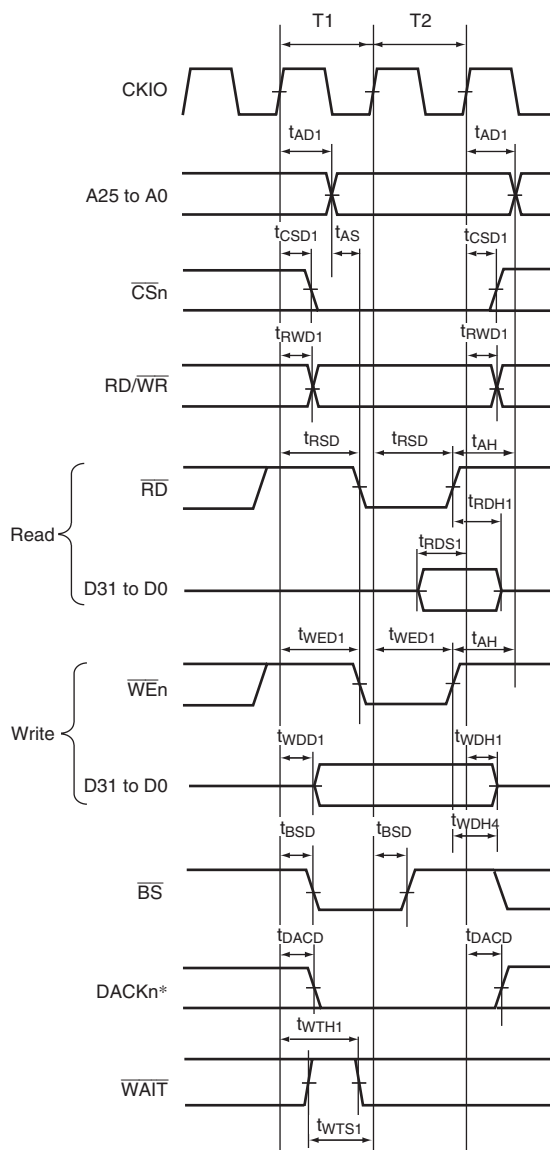 T1 T2
CKIO
tAD1 tAD1
A25 to A0
tCSD1 tAS tCSD1
CSn
tRWD1 tRWD1
RD/WR
tRSD tRSD tAH
RD
tRDH1
Read
tRDS1
D31 to D0
tWED1 tWED1 tAH
WEn
Write
tWDD1 tWDH1
D31 to D0
tWDH4
tBSD tBSD
BS
tDACD tDACD
DACKn*
tWTH1
WAIT
tWTS1